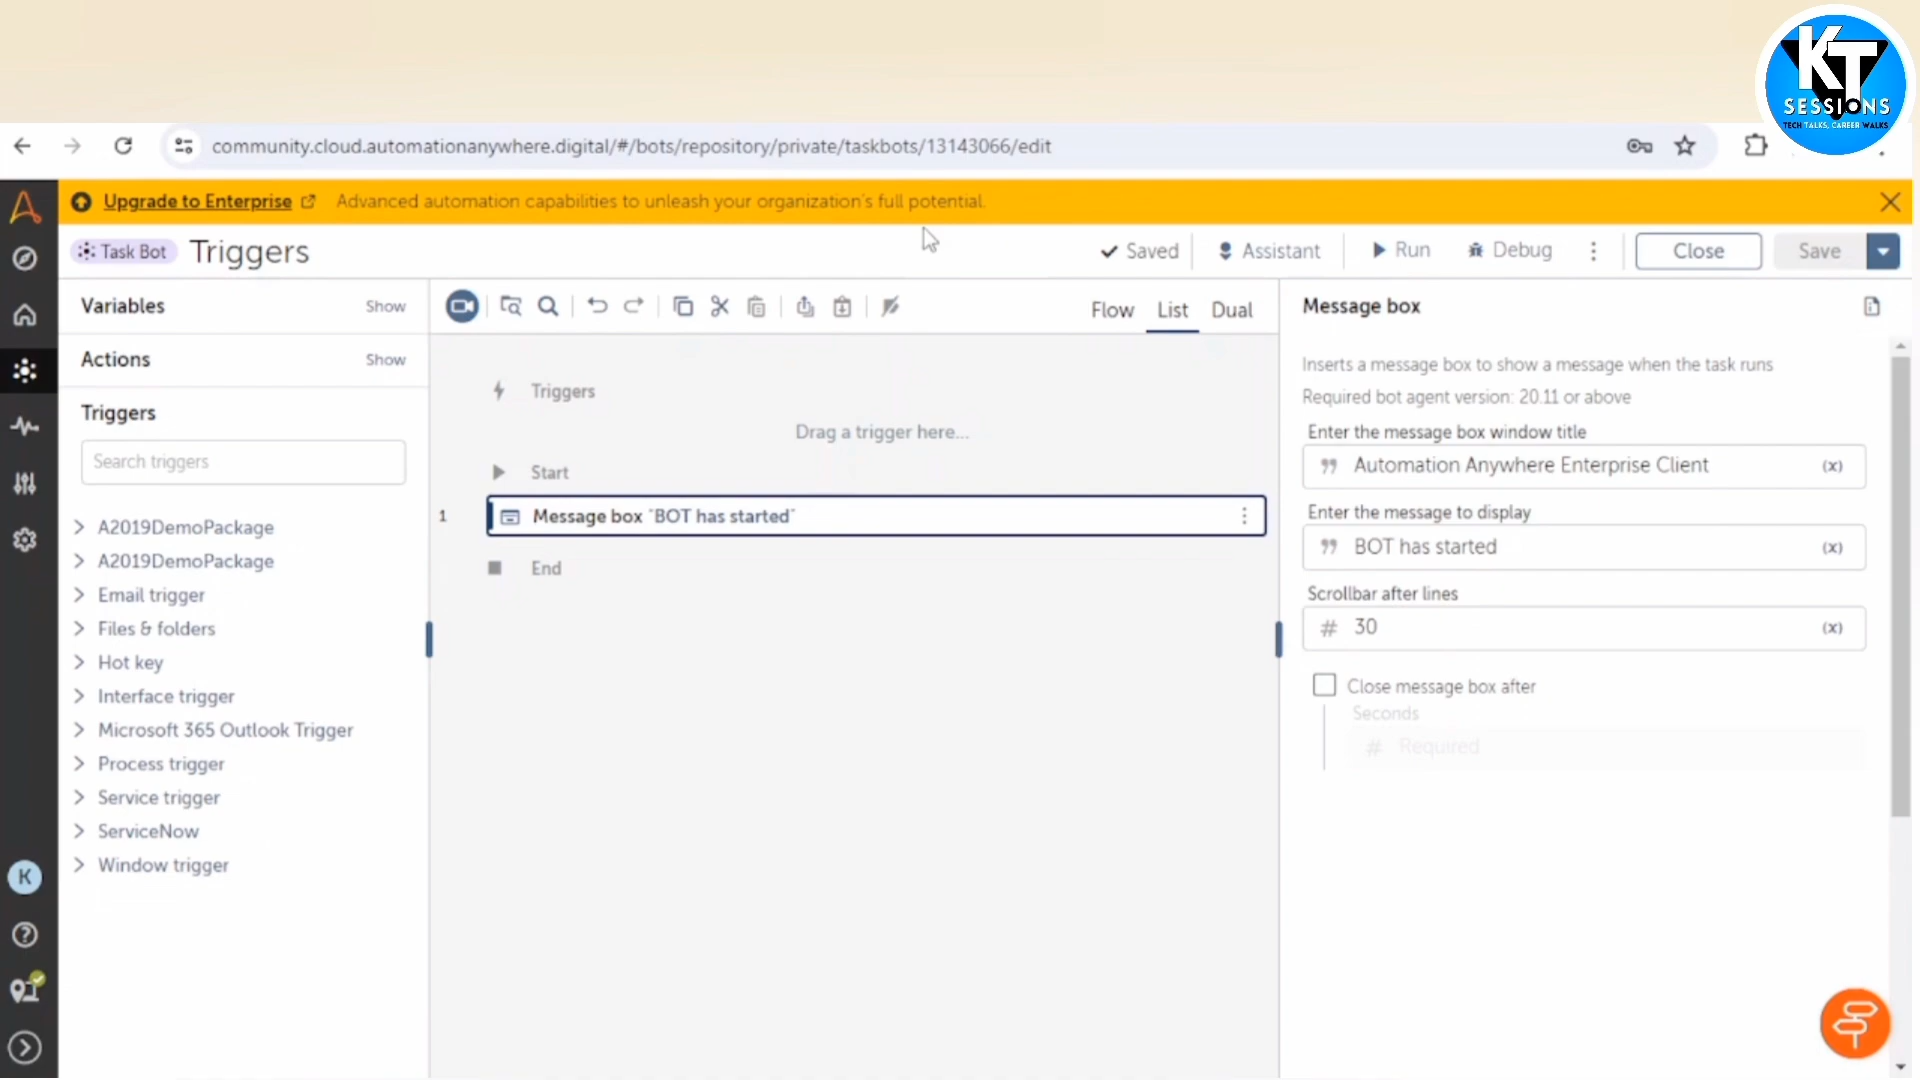 KT
SESSIONS
TECH TALKS, CAREER WALKS
community.cloud.automationanywhere.digital/#/bots/repository/private/taskbots/13143066/edit
Upgrade to Enterprise Advanced automation capabilities to unleash your organization's full potential.
Task Bot Triggers Saved Assistant Run Debug Close Save
Variables Show
Actions Show
Triggers
Search triggers
A2019DemoPackage
A2019DemoPackage
Email trigger
Files & folders
Hot key
Interface trigger
Microsoft 365 Outlook Trigger
Process trigger
Service trigger
ServiceNow
Window trigger
K
Flow List Dual
Triggers
Drag a trigger here...
Start
1 Message box "BOT has started"
End
Message box
Inserts a message box to show a message when the task runs
Required bot agent version: 20.11 or above
Enter the message box window title
Automation Anywhere Enterprise Client (x)
Enter the message to display
BOT has started (x)
Scrollbar after lines
# 30 (x)
Close message box after
Seconds
# Required